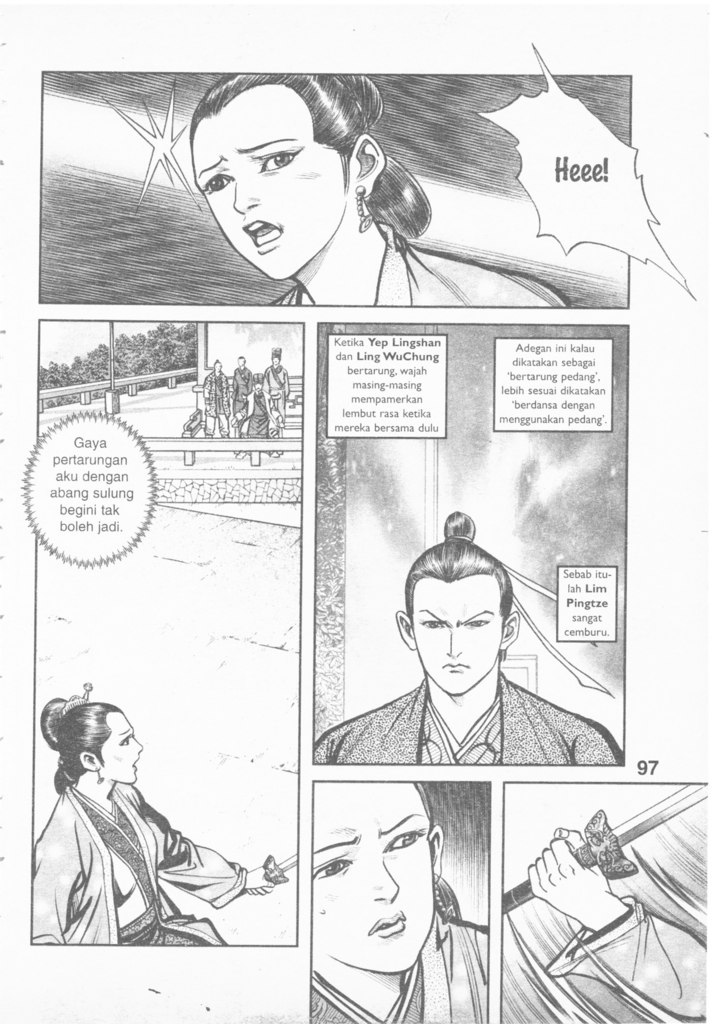 Heee!
Gaya
pertarungan
aku dengan
abang sulung
begini tak
boleh jadi.
Ketika Yep Lingshan
dan Ling WuChung
bertarung, wajah
masing-masing
mempamerkan
lembut rasa ketika
mereka bersama dulu
Adegan ini kalau
dikatakan sebagai
'bertarung pedang',
lebih sesuai dikatakan
'berdansa dengan
menggunakan pedang'.
Sebab itu-
lah Lim
Pingtze
sangat
cemburu.
97